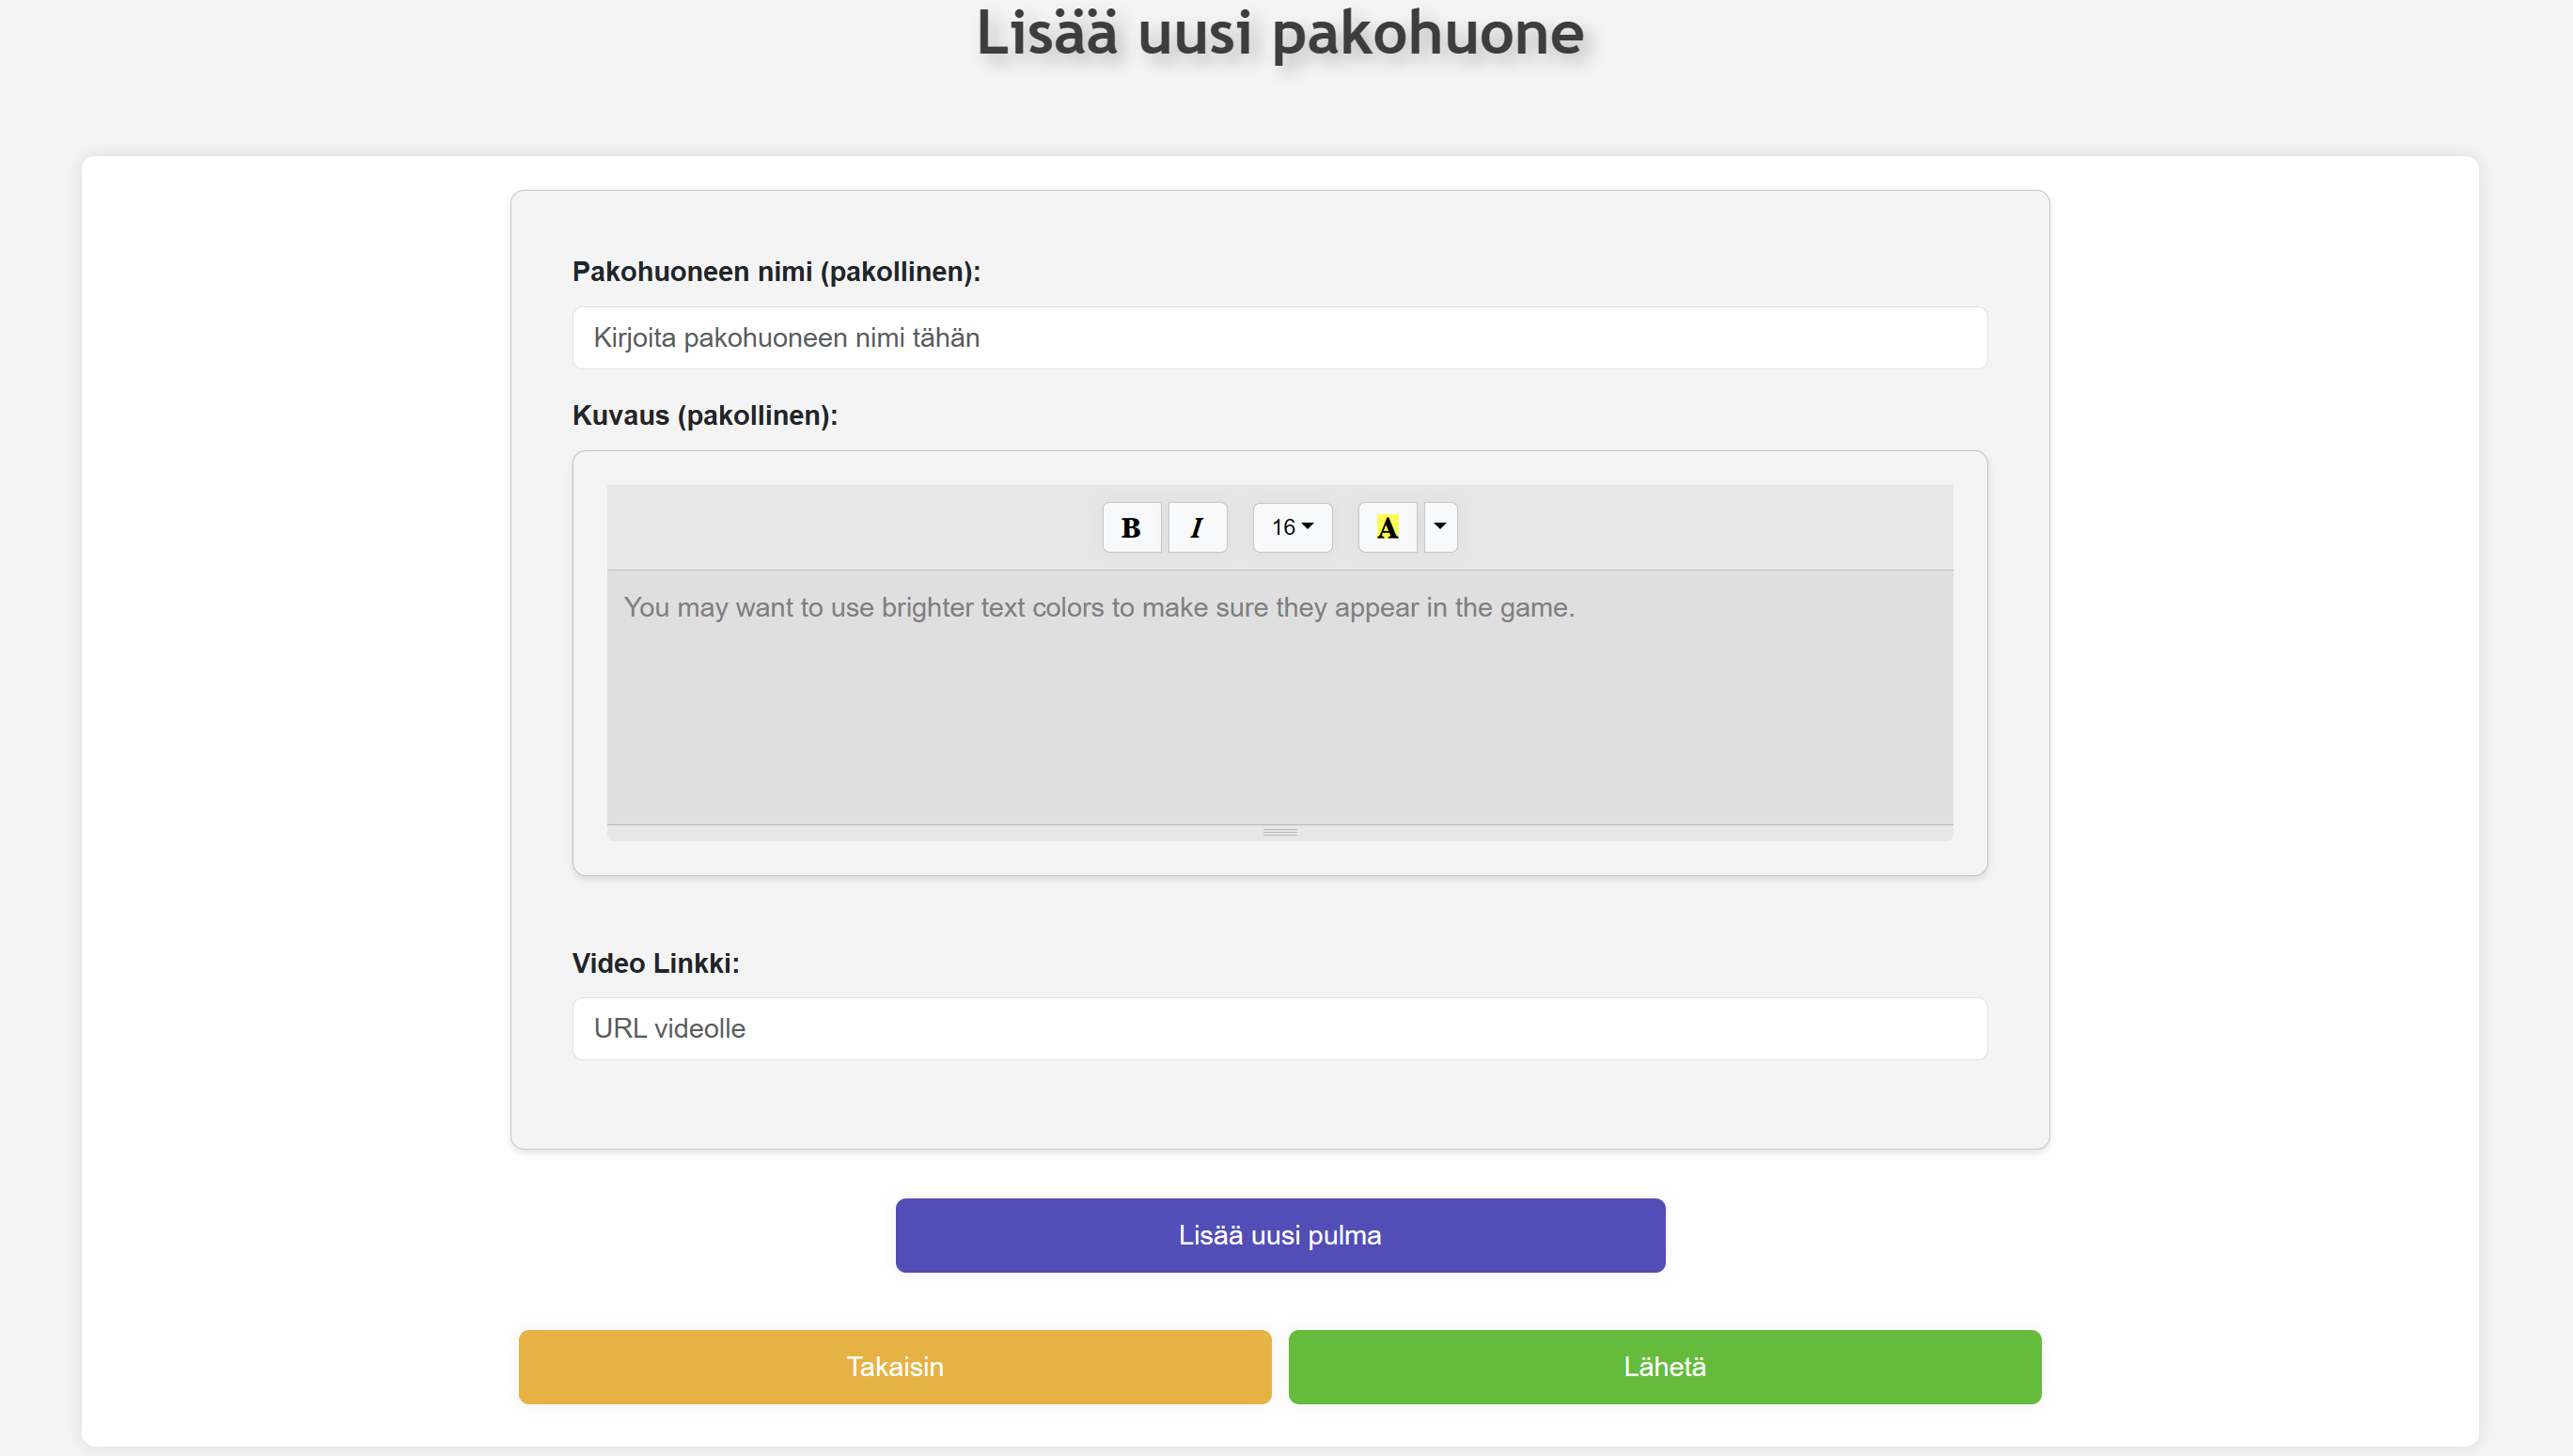 Lisää uusi pakohuone
Pakohuoneen nimi (pakollinen):
Kirjoita pakohuoneen nimi tähän
Kuvaus (pakollinen):
B I 16 A
You may want to use brighter text colors to make sure they appear in the game.
Video Linkki:
URL videolle
Lisää uusi pulma
Takaisin Lähetä